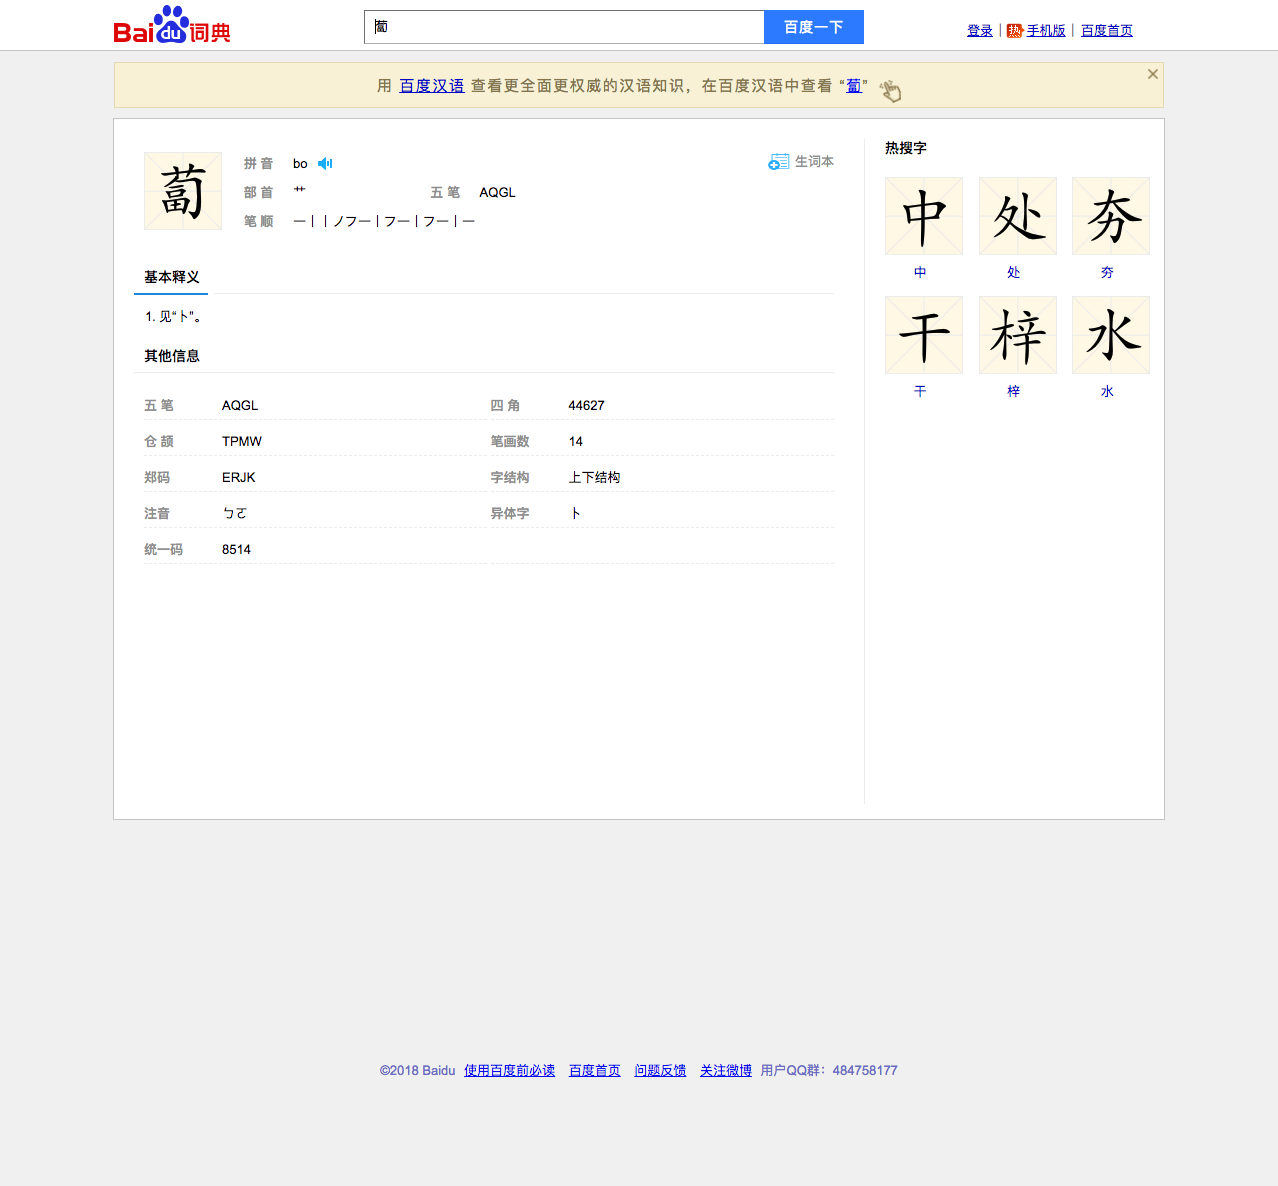 Baidu词典 蔔 百度一下 登录 | 热 手机版 | 百度首页
用 百度汉语 查看更全面更权威的汉语知识，在百度汉语中查看 “蔔”
蔔
拼 音 bo 生词本
部 首 艹 五 笔 AQGL
笔 顺 一丨丨ノフ一丨フ一丨フ一丨一
基本释义
1. 见“卜”。
其他信息
五 笔 AQGL 四 角 44627
仓 颉 TPMW 笔画数 14
郑码 ERJK 字结构 上下结构
注音 ㄅㄛ 异体字 卜
统一码 8514
热搜字
中 处 夯
中 处 夯
干 梓 水
干 梓 水
©2018 Baidu 使用百度前必读 百度首页 问题反馈 关注微博 用户QQ群：484758177